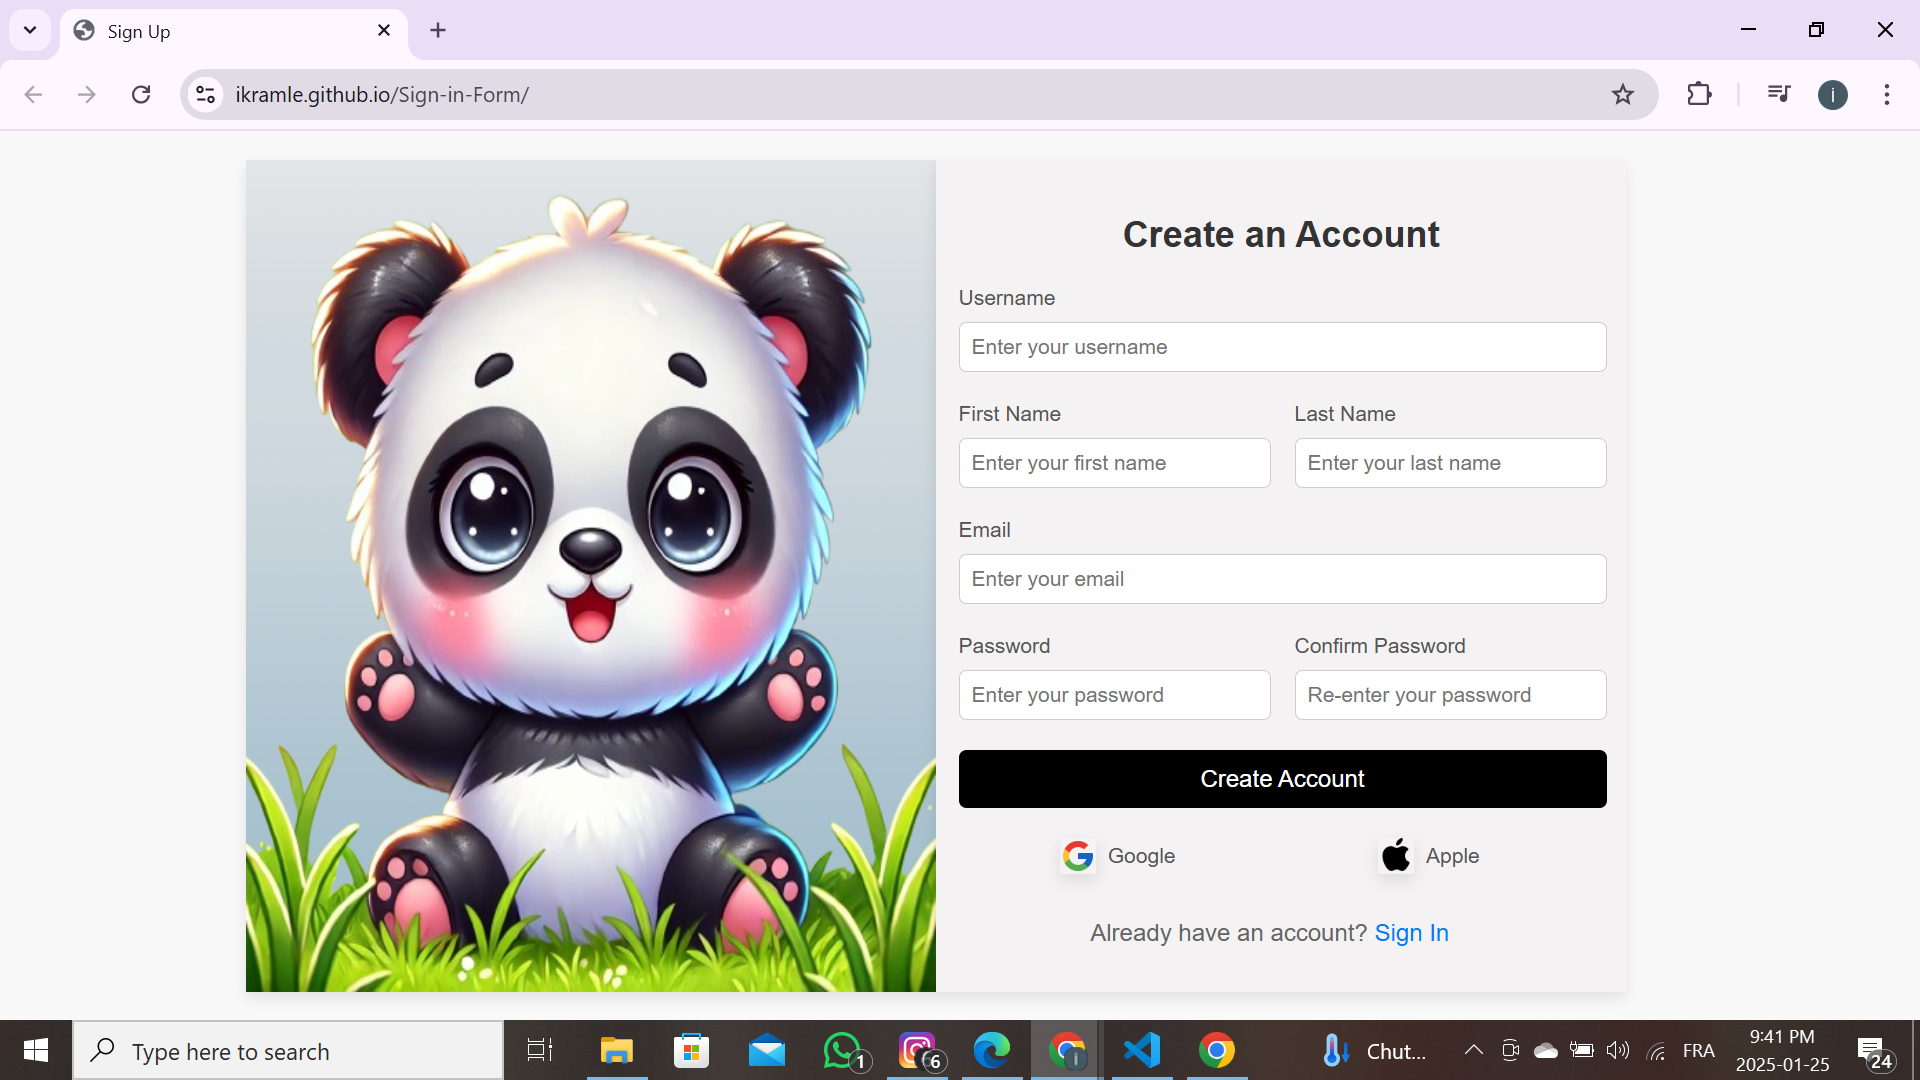 Sign Up
ikramle.github.io/Sign-in-Form/
i
Create an Account
Username
Enter your username
First Name Last Name
Enter your first name Enter your last name
Email
Enter your email
Password Confirm Password
Enter your password Re-enter your password
Create Account
Google Apple
Already have an account? Sign In
Type here to search
1
6
i
Chut...
FRA
9:41 PM
2025-01-25
24